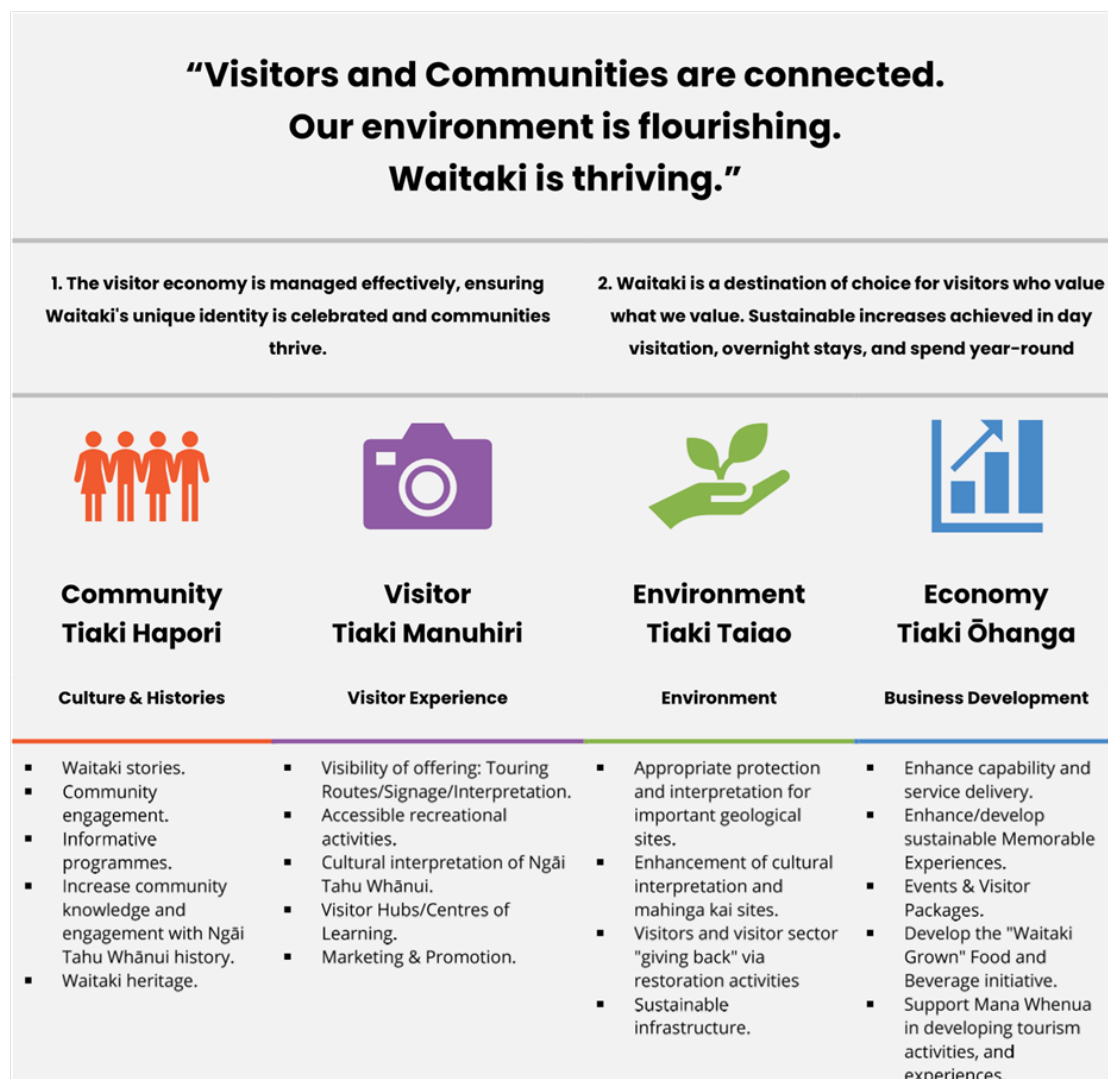 “Visitors and Communities are connected.
Our environment is flourishing.
Waitaki is thriving.”
1. The visitor economy is managed effectively, ensuring
Waitaki's unique identity is celebrated and communities
thrive.
2. Waitaki is a destination of choice for visitors who value
what we value. Sustainable increases achieved in day
visitation, overnight stays, and spend year-round
Community
Tiaki Hapori
Culture & Histories
▪ Waitaki stories.
▪ Community
engagement.
▪ Informative
programmes.
▪ Increase community
knowledge and
engagement with Ngāi
Tahu Whānui history.
▪ Waitaki heritage.
Visitor
Tiaki Manuhiri
Visitor Experience
▪ Visibility of offering: Touring
Routes/Signage/Interpretation.
▪ Accessible recreational
activities.
▪ Cultural interpretation of Ngāi
Tahu Whānui.
▪ Visitor Hubs/Centres of
Learning.
▪ Marketing & Promotion.
Environment
Tiaki Taiao
Environment
▪ Appropriate protection
and interpretation for
important geological
sites.
▪ Enhancement of cultural
interpretation and
mahinga kai sites.
▪ Visitors and visitor sector
"giving back" via
restoration activities
▪ Sustainable
infrastructure.
Economy
Tiaki Ōhanga
Business Development
▪ Enhance capability and
service delivery.
▪ Enhance/develop
sustainable Memorable
Experiences.
▪ Events & Visitor
Packages.
▪ Develop the "Waitaki
Grown" Food and
Beverage initiative.
▪ Support Mana Whenua
in developing tourism
activities, and
experiences